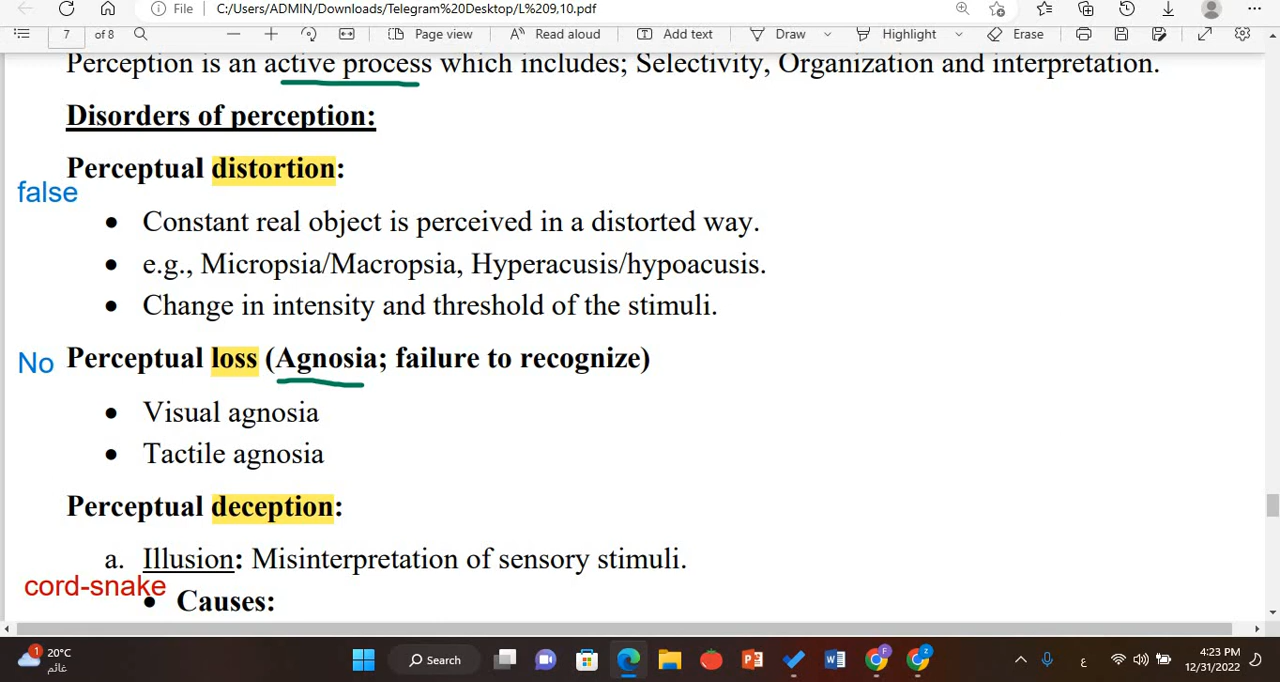 File C:/Users/ADMIN/Downloads/Telegram%20Desktop/L%209,10.pdf
7 of 8 Page view Read aloud Add text Draw Highlight Erase
Perception is an active process which includes; Selectivity, Organization and interpretation.
Disorders of perception:
Perceptual distortion:
false
• Constant real object is perceived in a distorted way.
• e.g., Micropsia/Macropsia, Hyperacusis/hypoacusis.
• Change in intensity and threshold of the stimuli.
No Perceptual loss (Agnosia; failure to recognize)
• Visual agnosia
• Tactile agnosia
Perceptual deception:
a. Illusion: Misinterpretation of sensory stimuli.
cord-snake
• Causes:
1 20°C
غائم
Search
ع
4:23 PM
12/31/2022